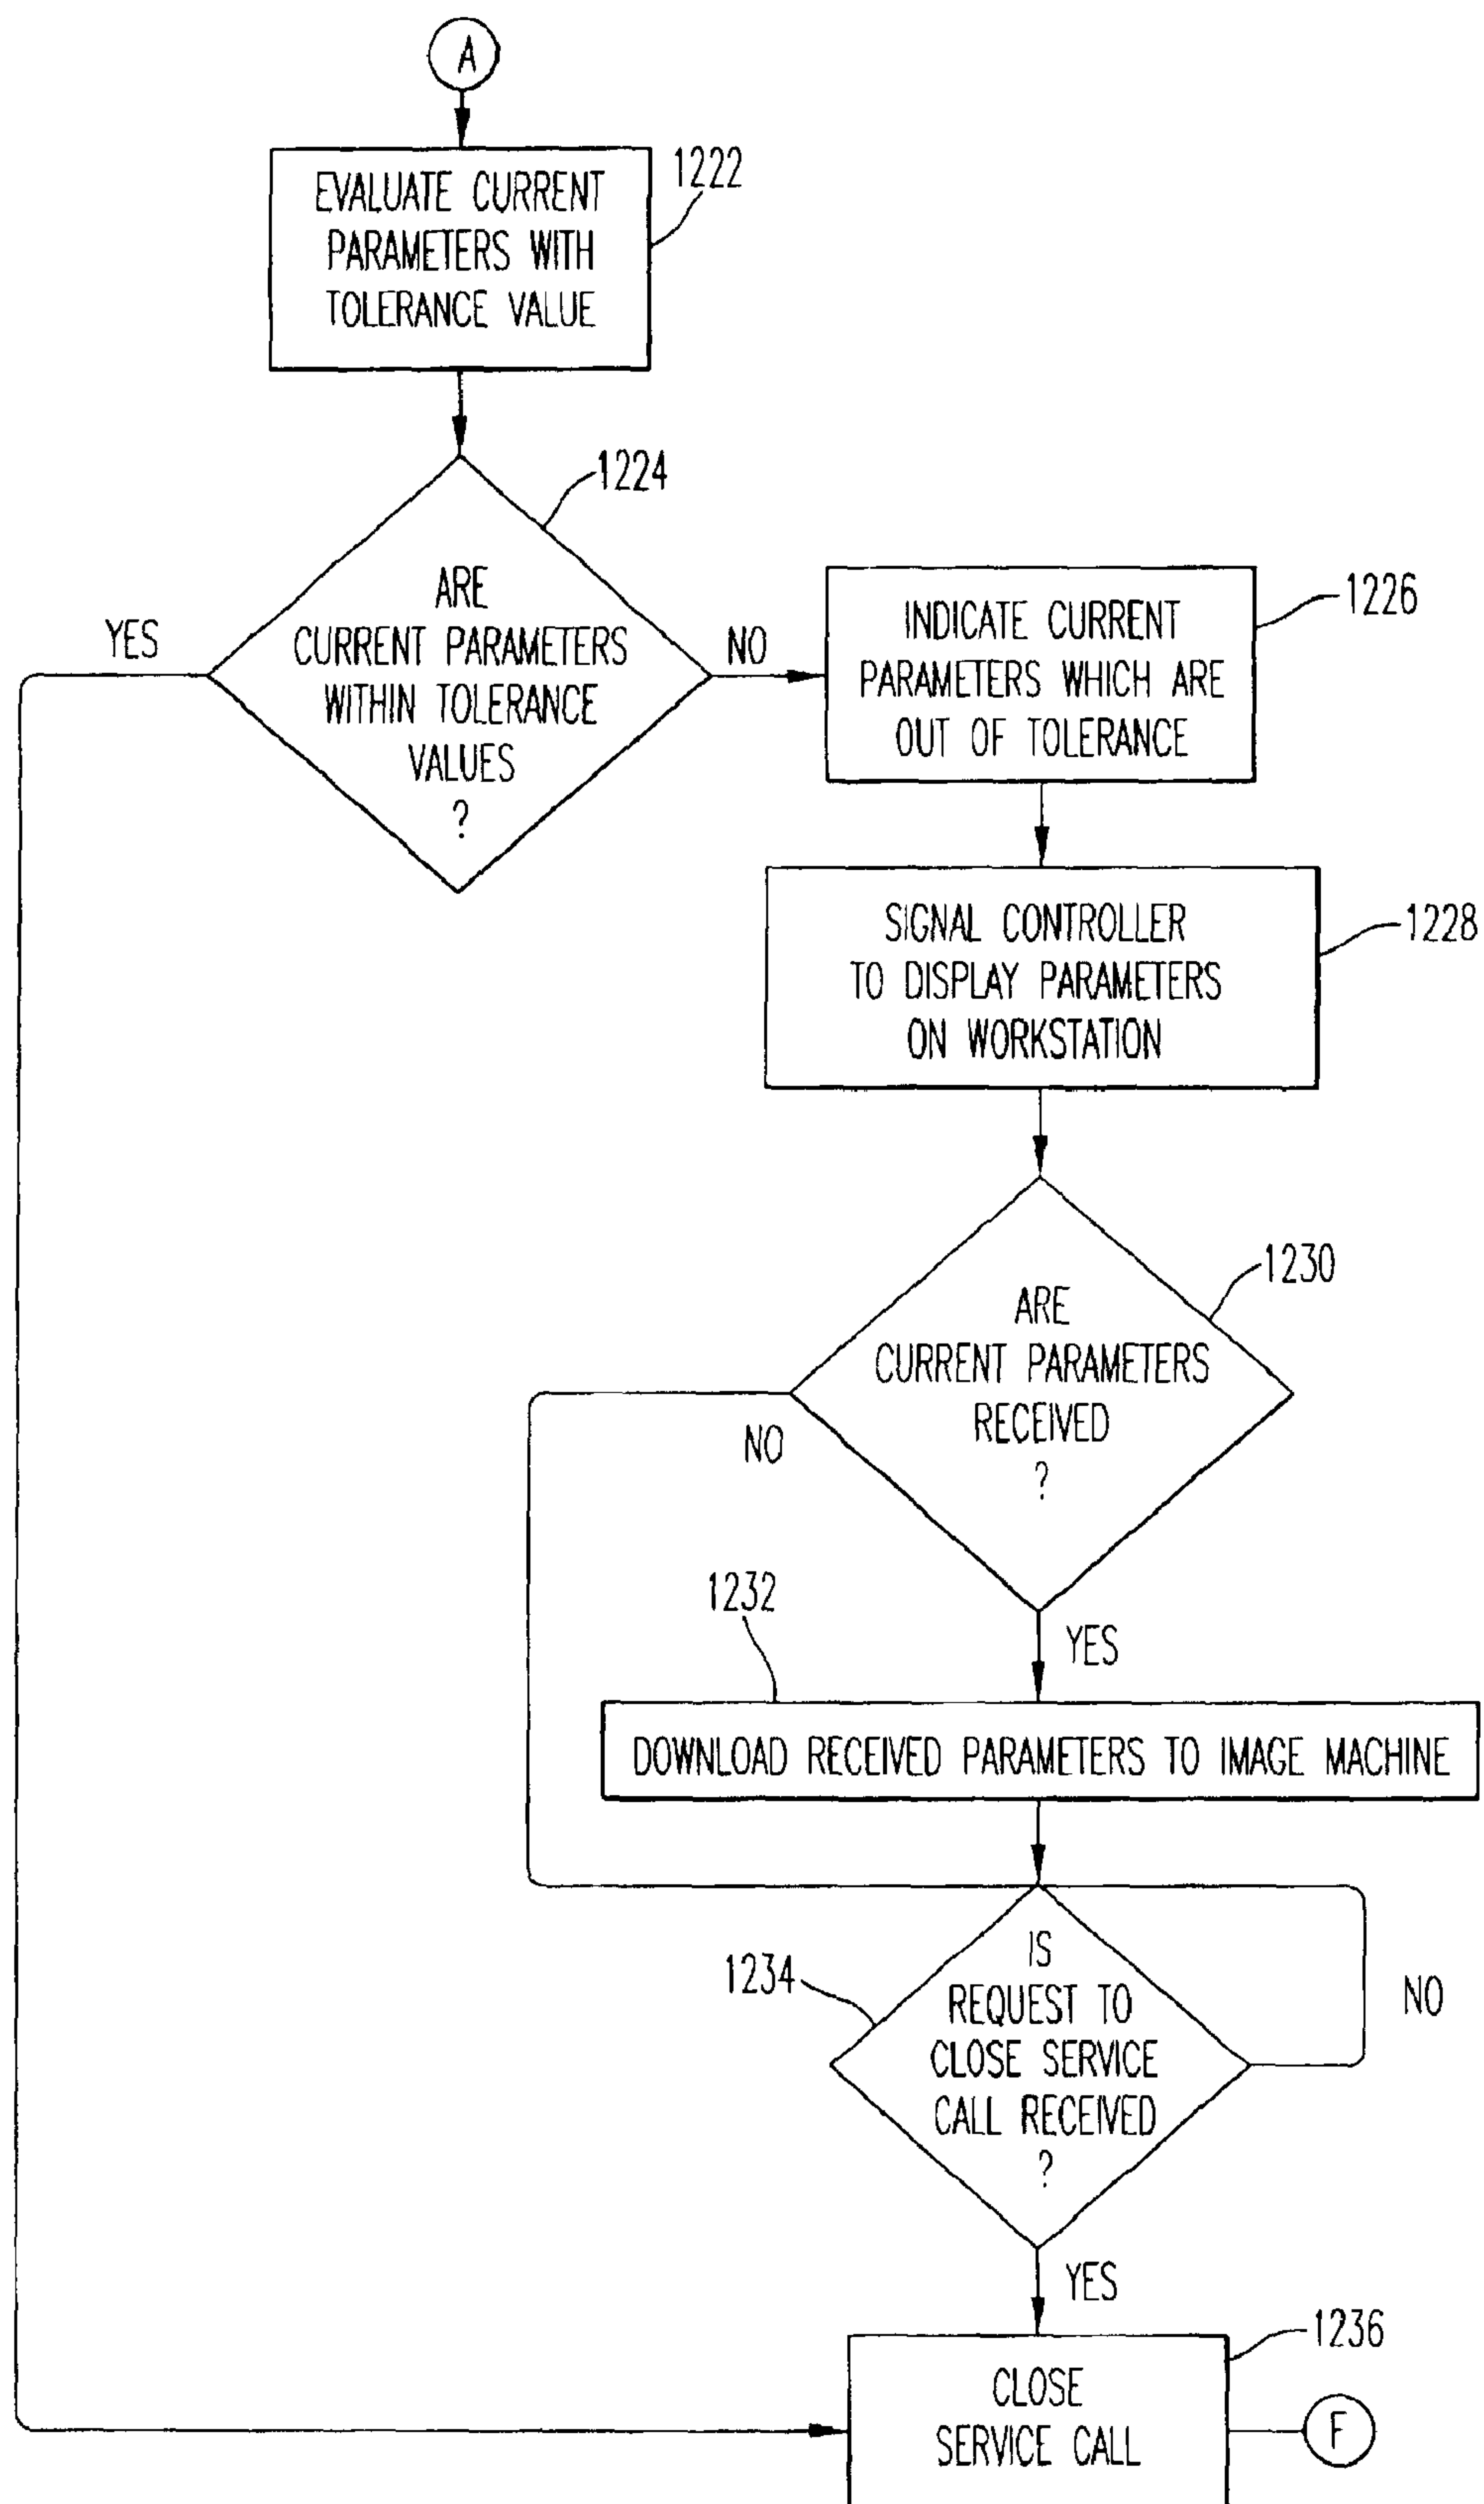 A
EVALUATE CURRENT
PARAMETERS WITH
TOLERANCE VALUE
1222
1224
ARE
CURRENT PARAMETERS
WITHIN TOLERANCE
VALUES
?
YES
NO
INDICATE CURRENT
PARAMETERS WHICH ARE
OUT OF TOLERANCE
1226
SIGNAL CONTROLLER
TO DISPLAY PARAMETERS
ON WORKSTATION
1228
1230
ARE
CURRENT PARAMETERS
RECEIVED
?
NO
YES
1232
DOWNLOAD RECEIVED PARAMETERS TO IMAGE MACHINE
1234
IS
REQUEST TO
CLOSE SERVICE
CALL RECEIVED
?
NO
YES
1236
CLOSE
SERVICE CALL
F